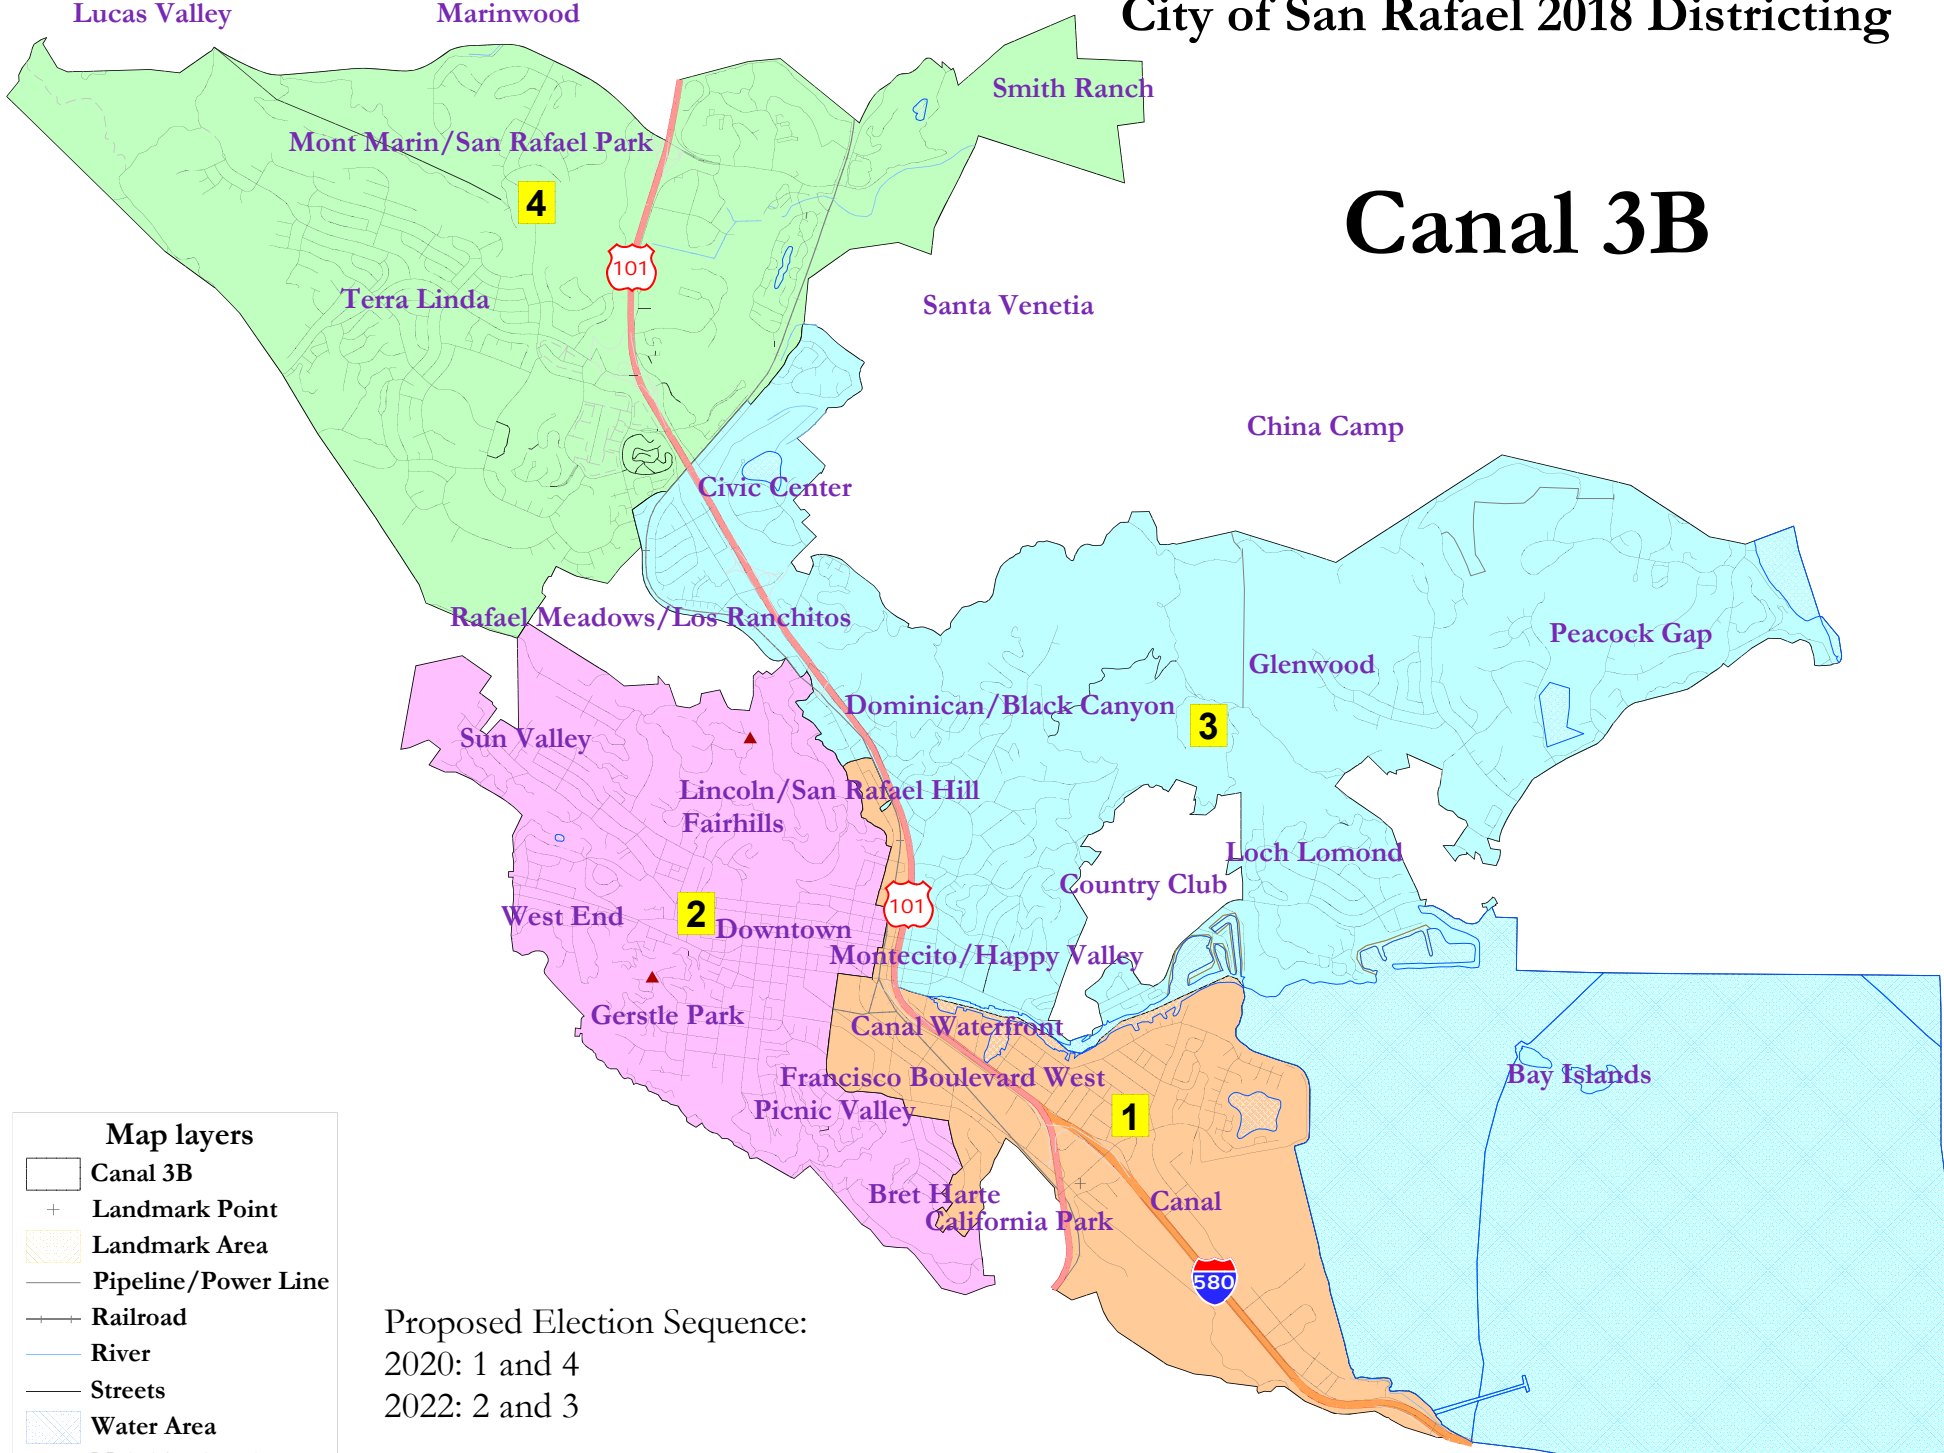 Lucas Valley
Marinwood
City of San Rafael 2018 Districting
Smith Ranch
Mont Marin/San Rafael Park
4
Canal 3B
101
Terra Linda
Santa Venetia
China Camp
Civic Center
Rafael Meadows/Los Ranchitos
Peacock Gap
Glenwood
Dominican/Black Canyon
3
Sun Valley
Lincoln/San Rafael Hill
Fairhills
Loch Lomond
Country Club
101
West End
2
Downtown
Montecito/Happy Valley
Gerstle Park
Canal Waterfront
Francisco Boulevard West
Bay Islands
Picnic Valley
1
Bret Harte
Canal
California Park
580
Map layers
Canal 3B
Landmark Point
Landmark Area
Pipeline/Power Line
Railroad
River
Streets
Water Area
Proposed Election Sequence:
2020: 1 and 4
2022: 2 and 3